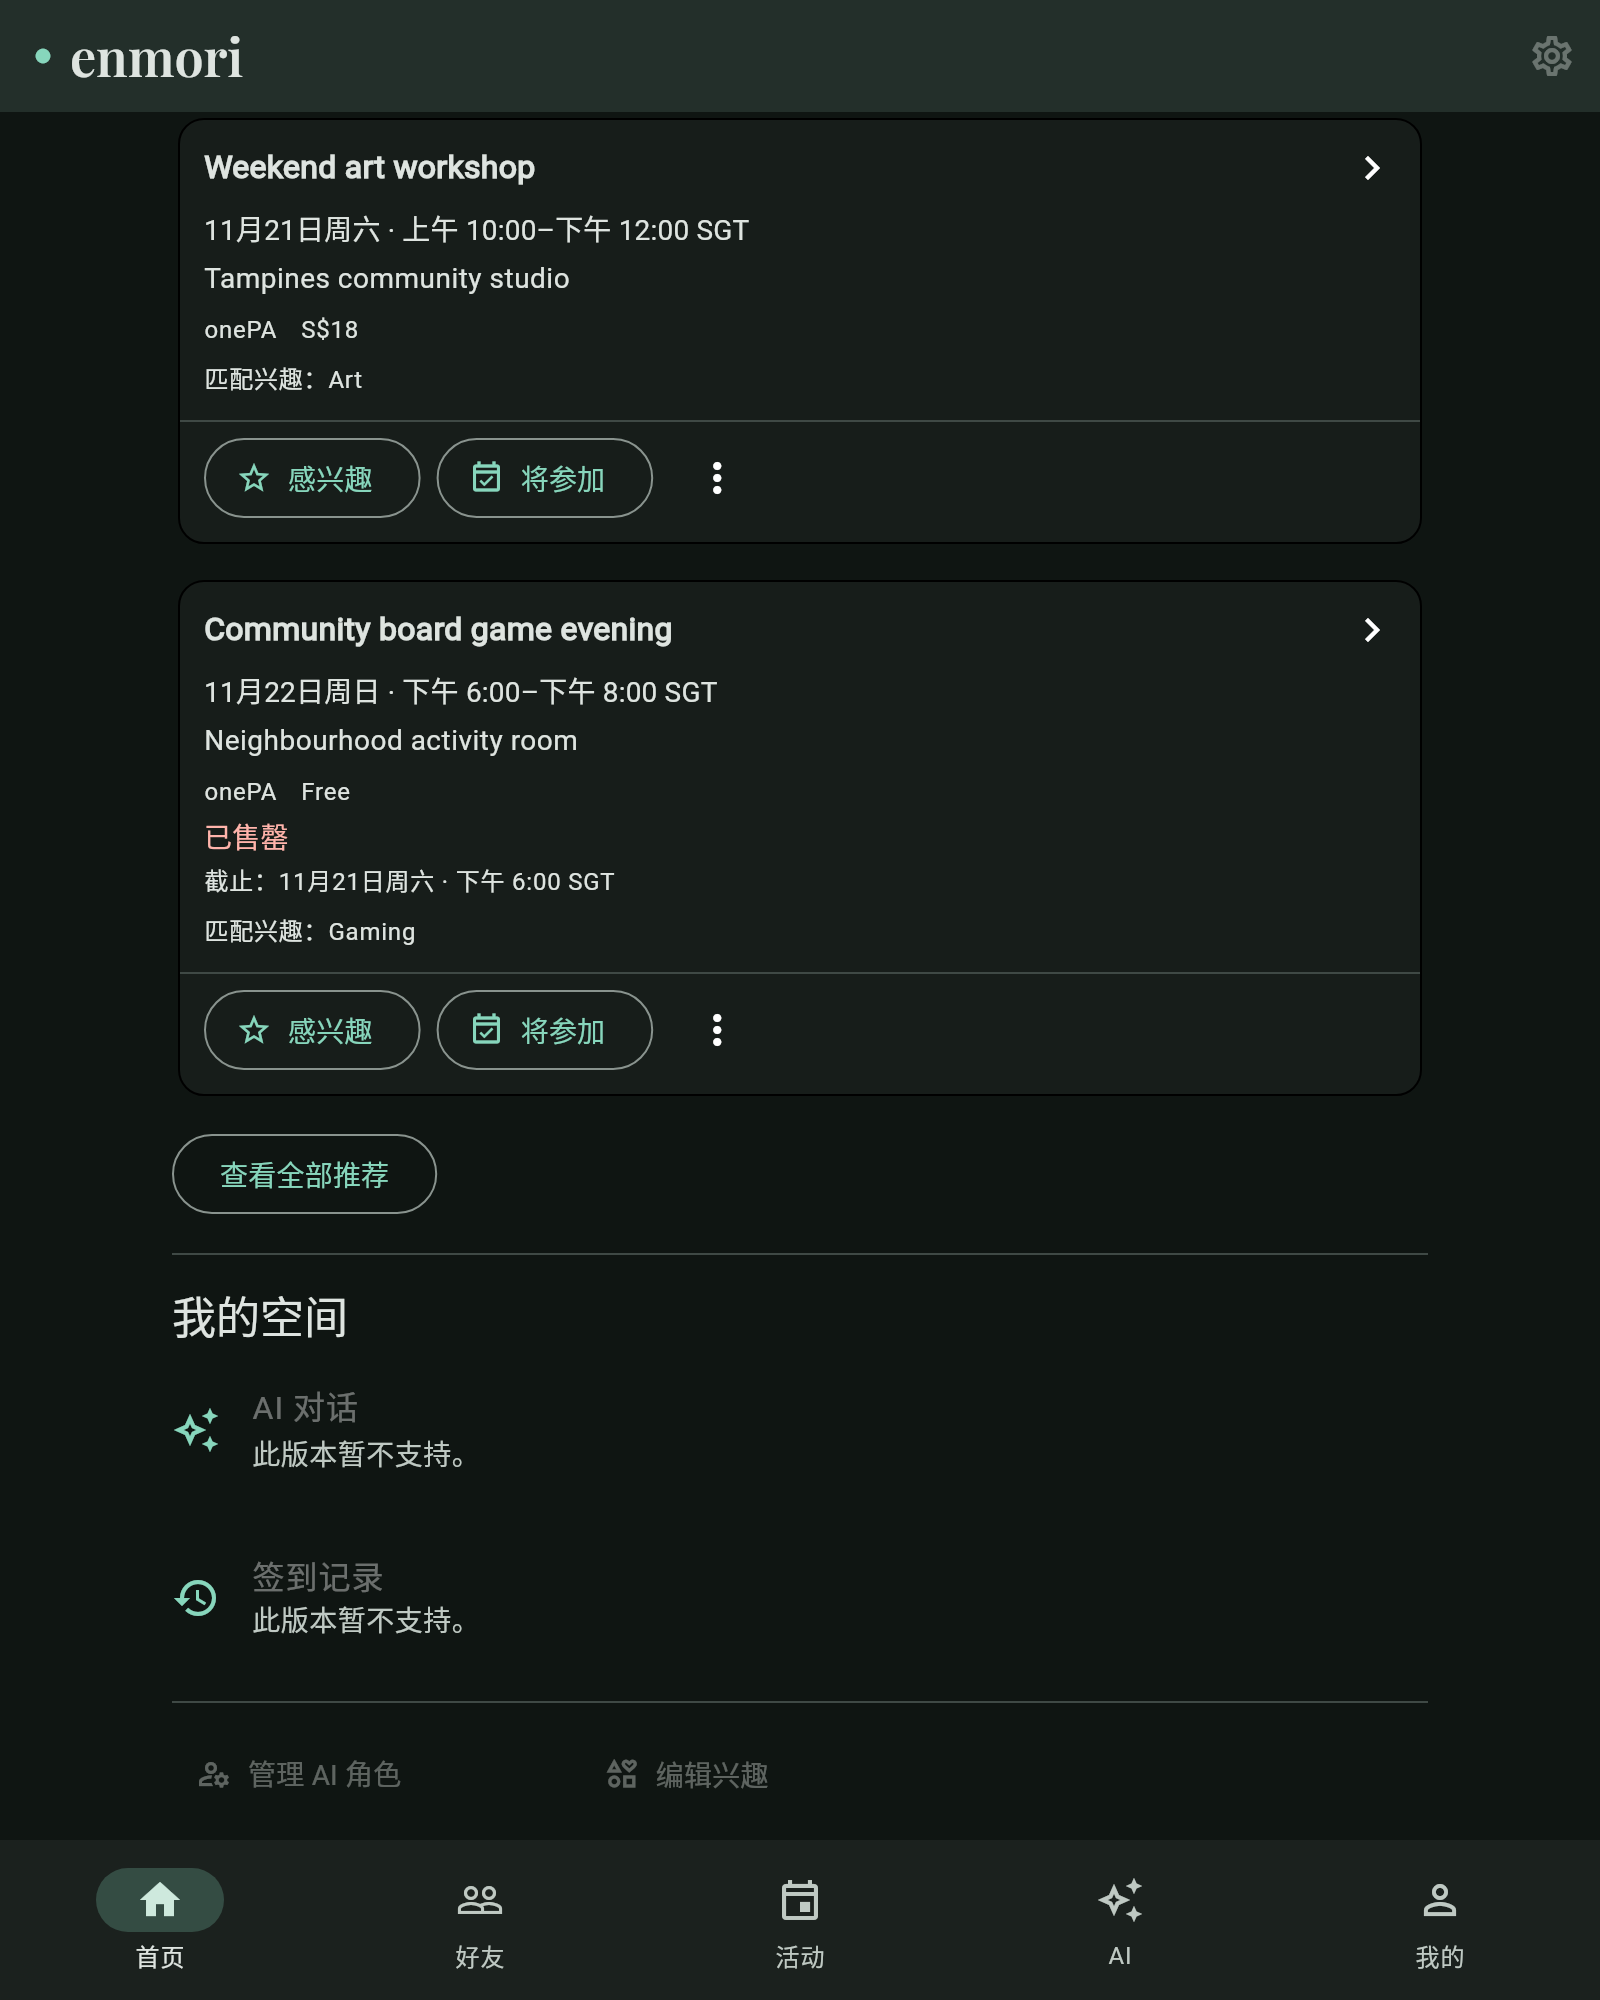 enmori
Weekend art workshop
11月21日周六 · 上午 10:00–下午 12:00 SGT
Tampines community studio
onePA S$18
匹配兴趣：Art
感兴趣 将参加
Community board game evening
11月22日周日 · 下午 6:00–下午 8:00 SGT
Neighbourhood activity room
onePA Free
已售罄
截止：11月21日周六 · 下午 6:00 SGT
匹配兴趣：Gaming
感兴趣 将参加
查看全部推荐
我的空间
AI 对话
此版本暂不支持。
签到记录
此版本暂不支持。
管理 AI 角色 编辑兴趣
首页 好友 活动 AI 我的